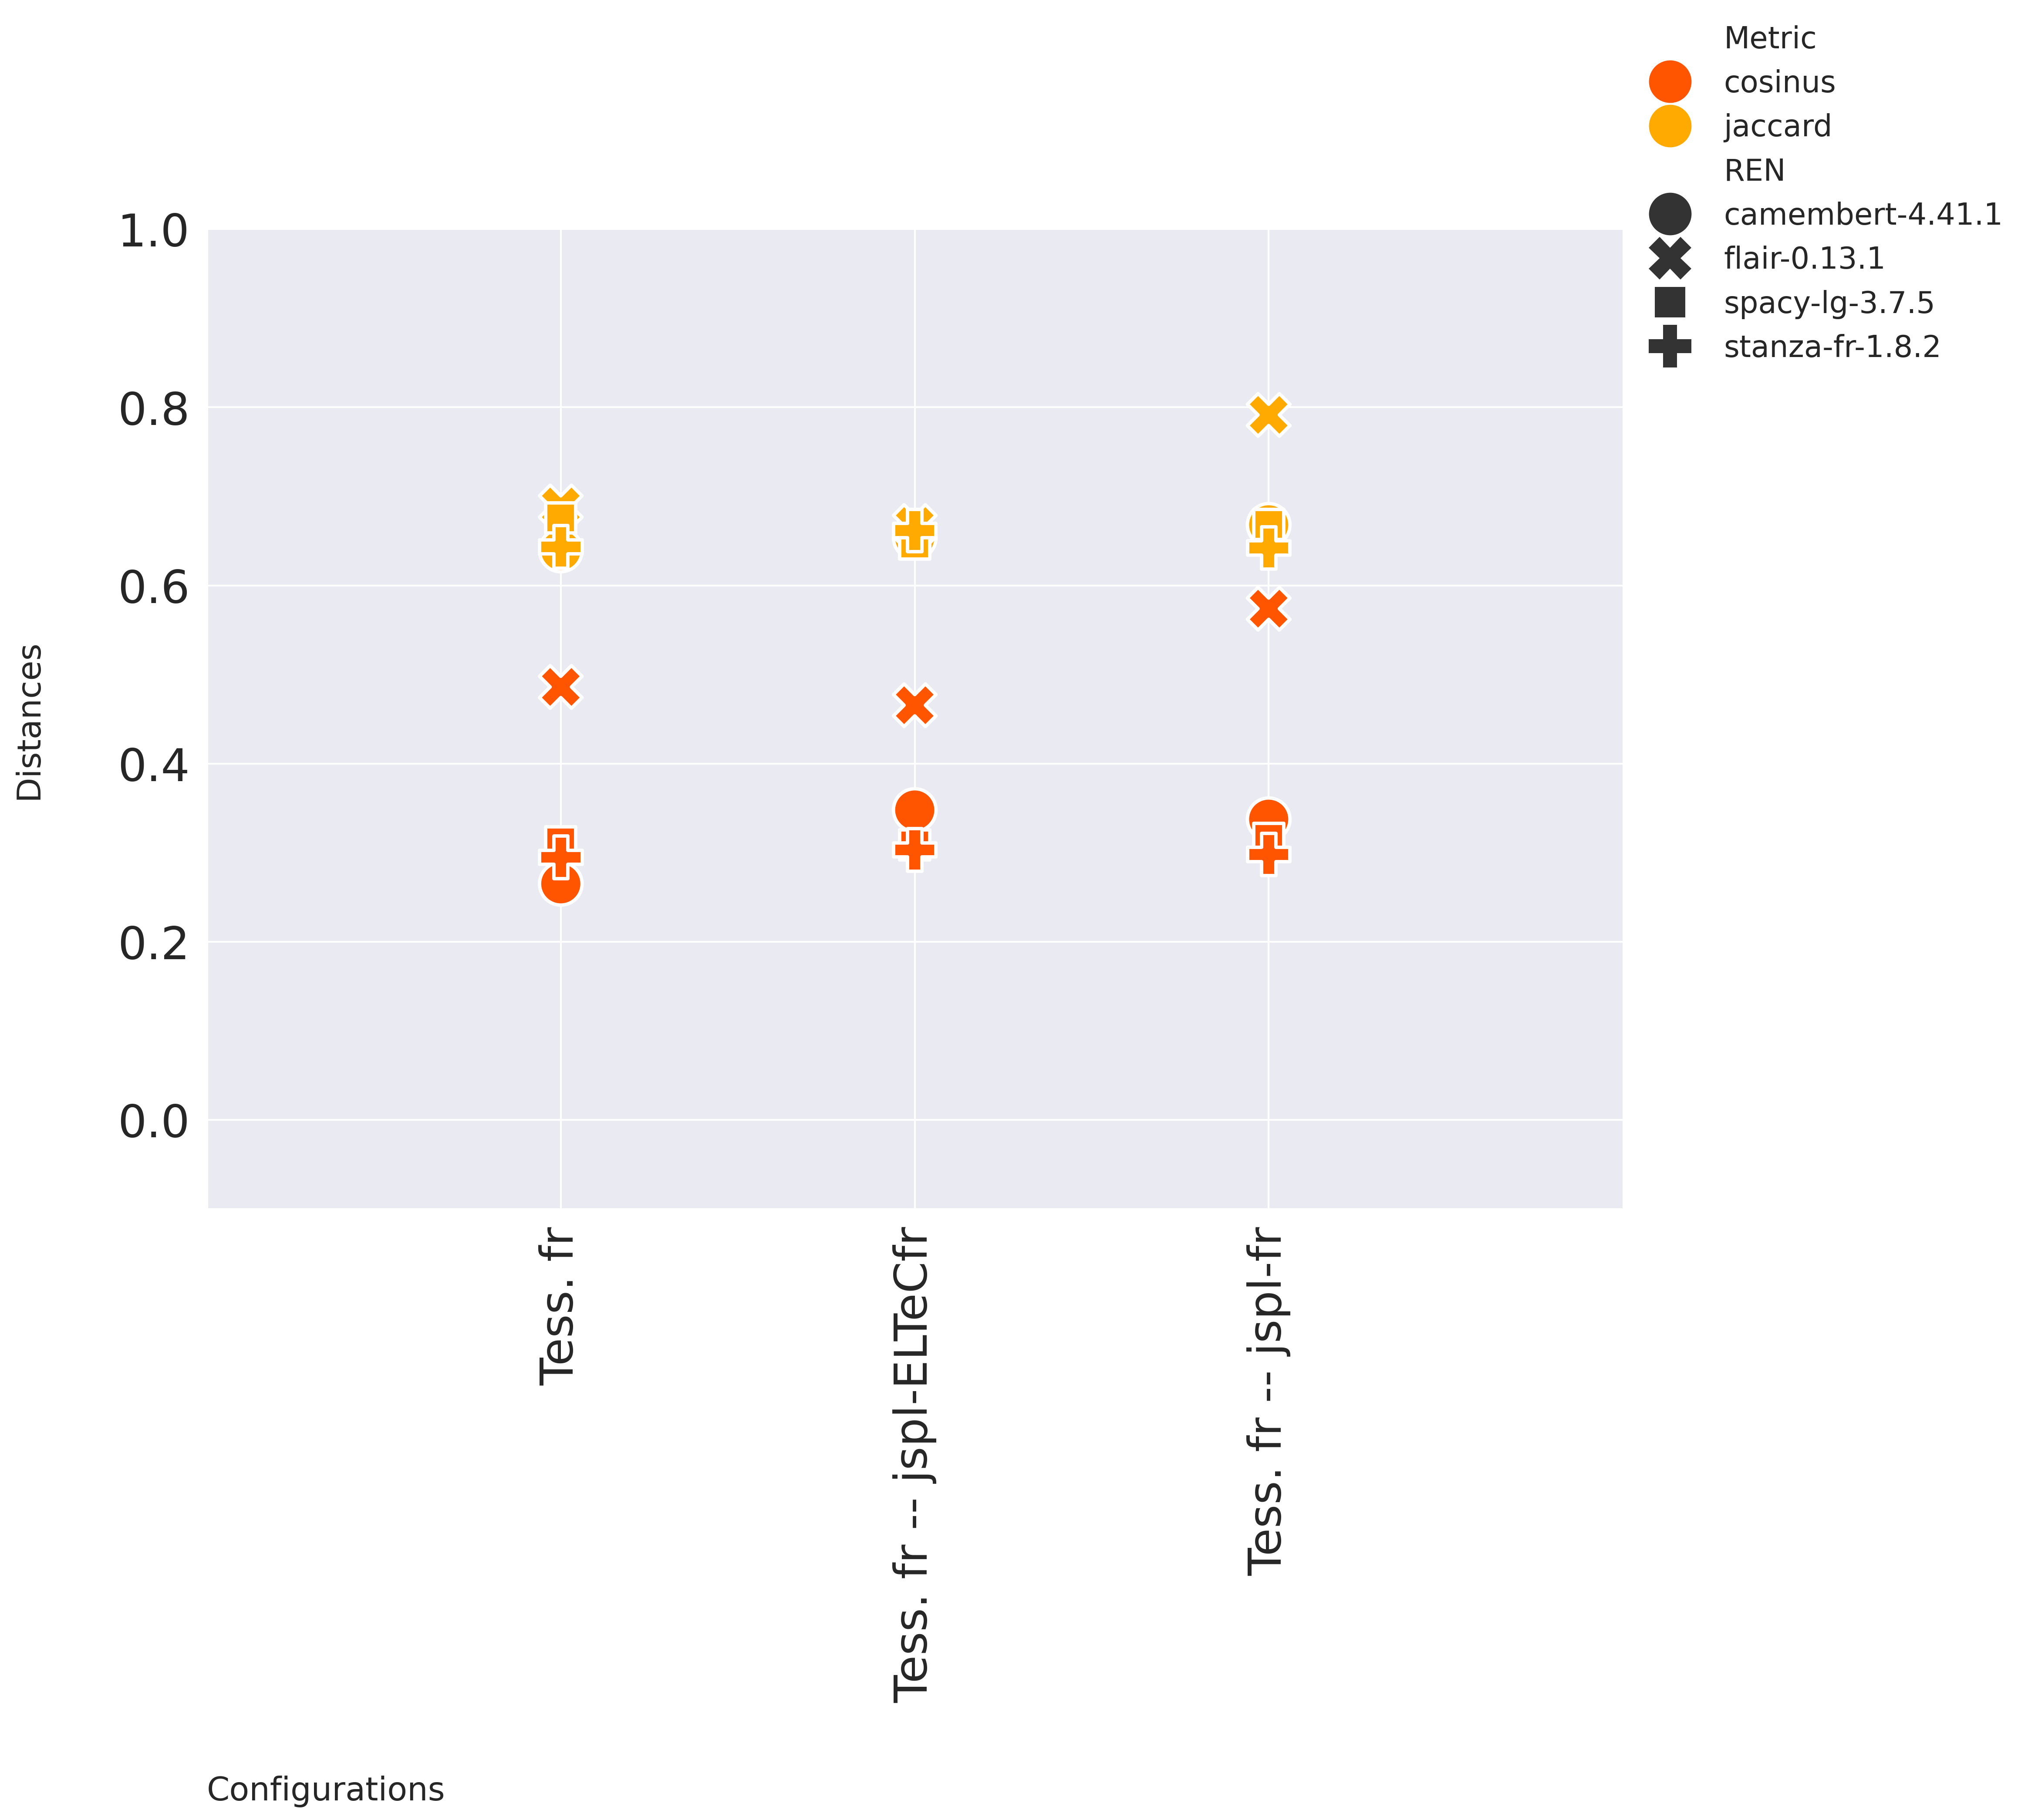 Metric
cosinus
jaccard
REN
camembert-4.41.1
flair-0.13.1
spacy-lg-3.7.5
stanza-fr-1.8.2
1.0
0.8
0.6
0.4
0.2
0.0
Distances
Tess. fr
Tess. fr -- jspl-ELTeCfr
Tess. fr -- jspl-fr
Configurations